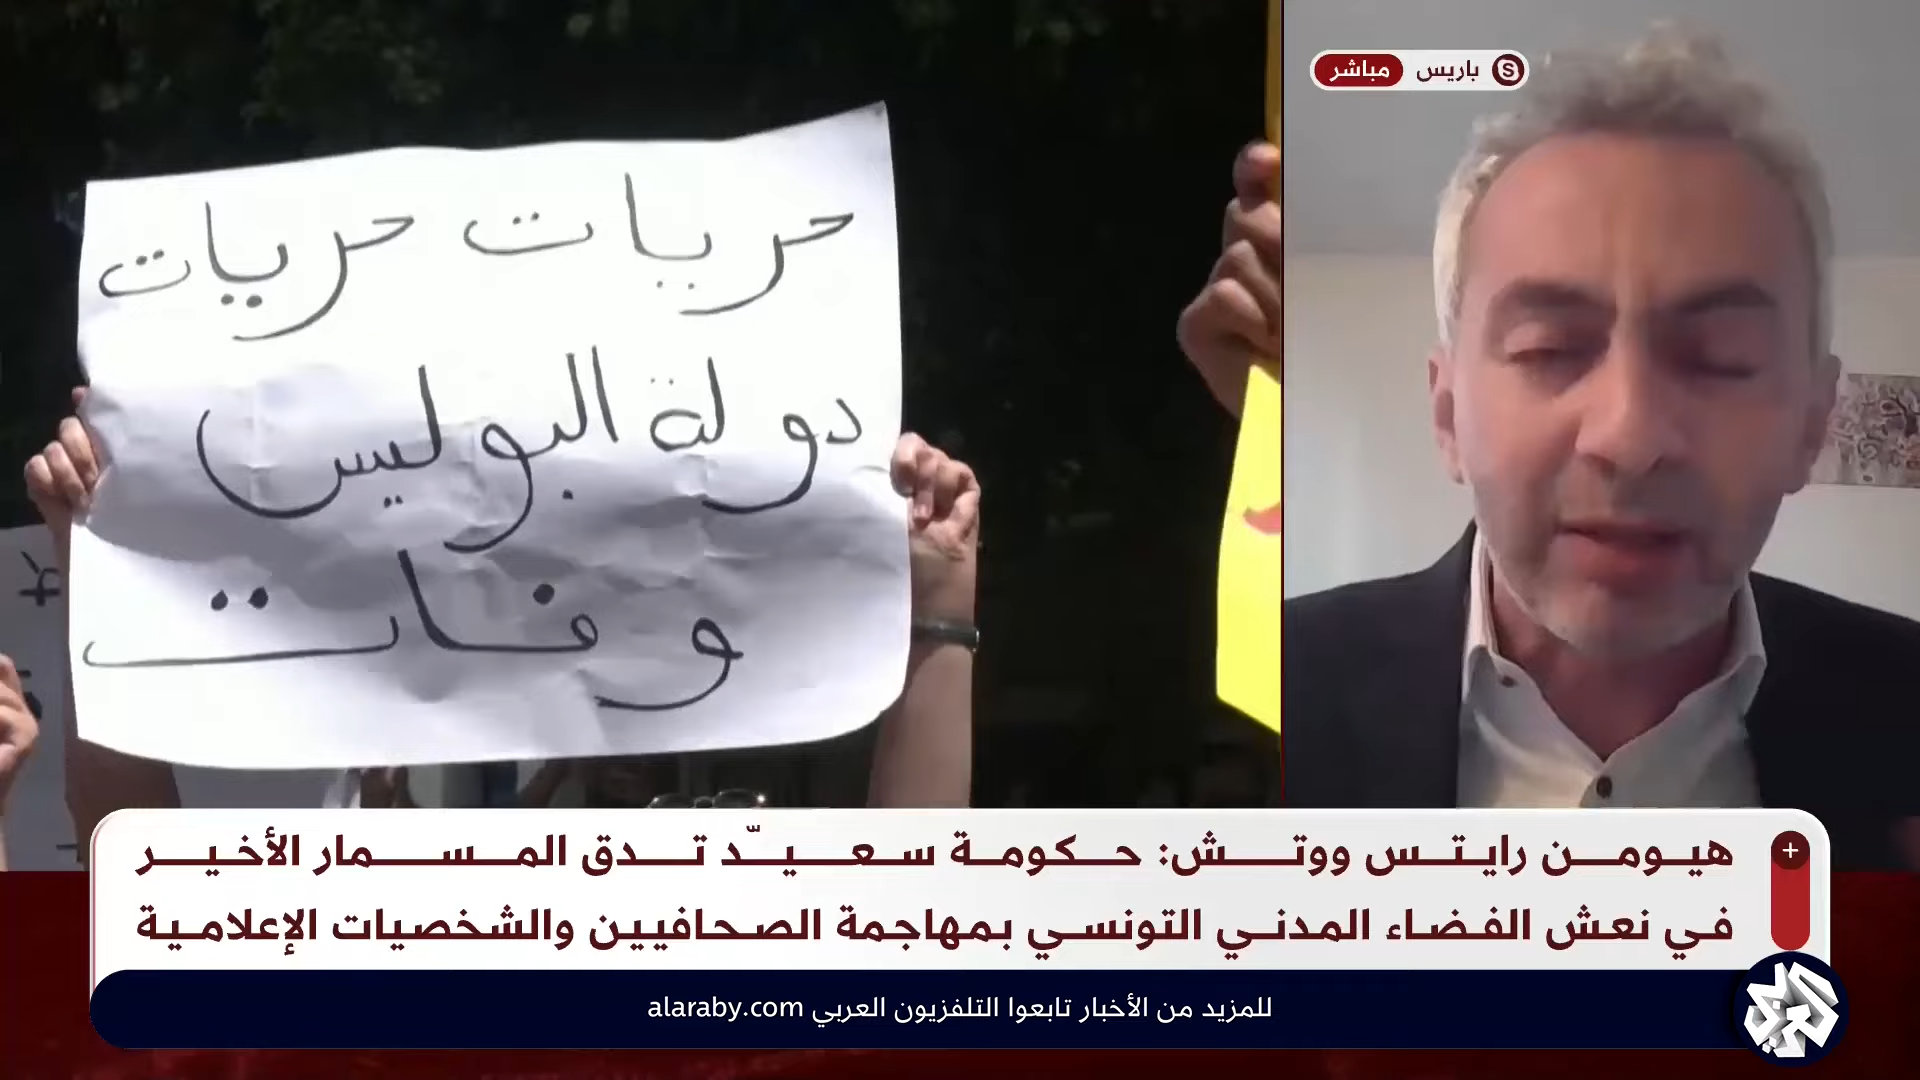 حريات حريات
دولة البوليس
وفات
باريس مباشر
هيومن رايتس ووتش: حكومة سعيّد تدق المسمار الأخير
في نعش الفضاء المدني التونسي بمهاجمة الصحافيين والشخصيات الإعلامية
للمزيد من الأخبار تابعوا التلفزيون العربي alaraby.com
العربي